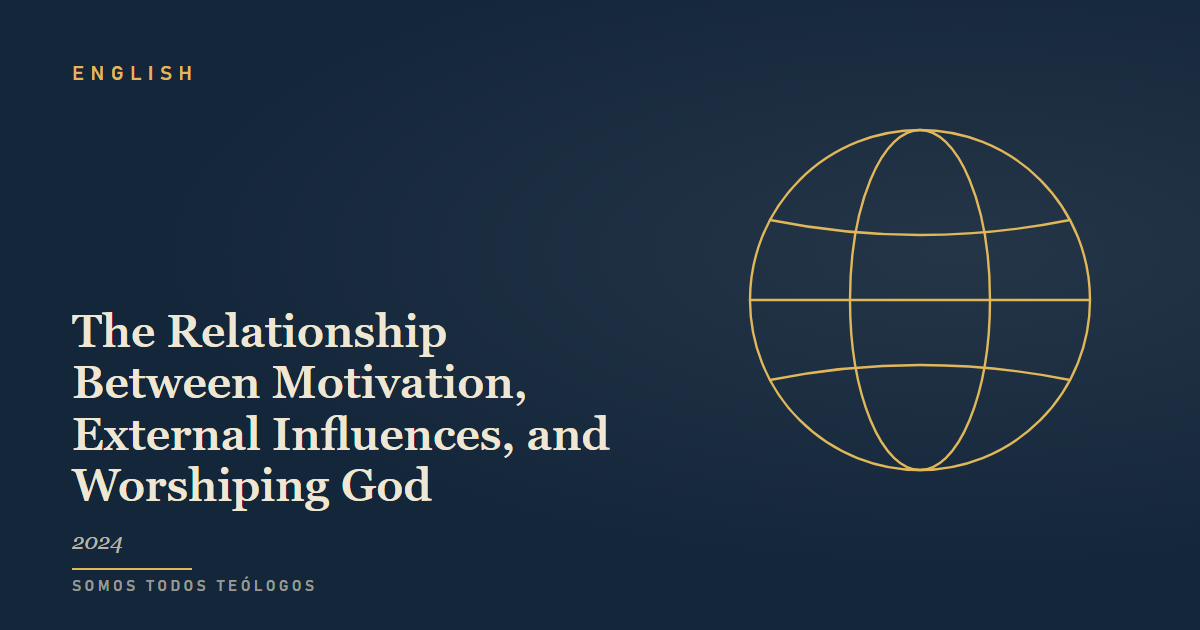 ENGLISH
The Relationship
Between Motivation,
External Influences, and
Worshiping God
2024
SOMOS TODOS TEÓLOGOS